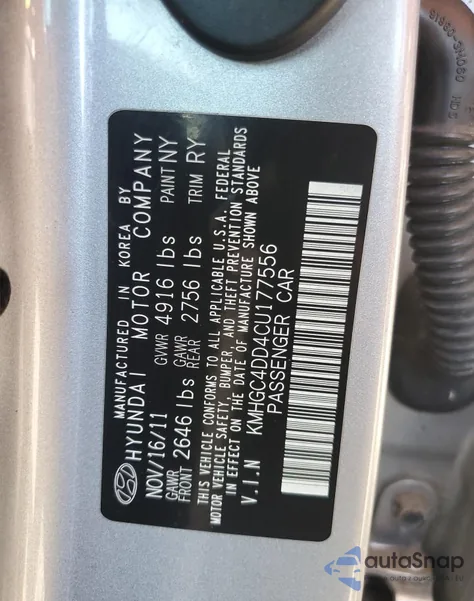 MANUFACTURED IN KOREA BY
HYUNDAI MOTOR COMPANY
NOV/16/11 GVWR 4916 lbs PAINT NY
GAWR FRONT 2646 lbs GAWR REAR 2756 lbs TRIM RY
THIS VEHICLE CONFORMS TO ALL APPLICABLE U.S.A. FEDERAL
MOTOR VEHICLE SAFETY, BUMPER, AND THEFT PREVENTION STANDARDS
IN EFFECT ON THE DATE OF MANUFACTURE SHOWN ABOVE
V.I.N KMHGC4DD4CU177556
PASSENGER CAR
autaSnap